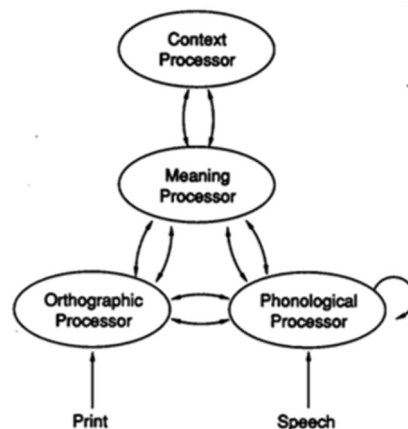 Context
Processor
Meaning
Processor
Orthographic
Processor
Phonological
Processor
Print
Speech